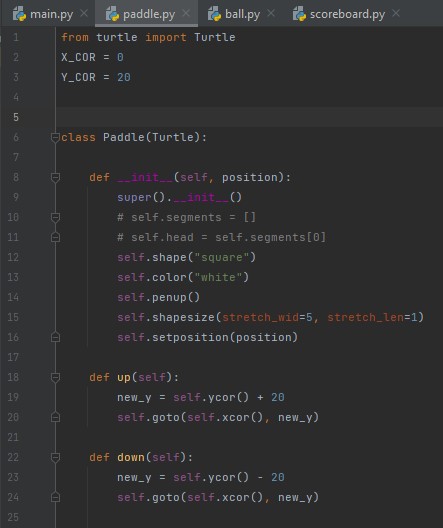 main.py × paddle.py × ball.py × scoreboard.py ×
1 from turtle import Turtle
2 X_COR = 0
3 Y_COR = 20
4
5
6 class Paddle(Turtle):
7
8     def __init__(self, position):
9         super().__init__()
10         # self.segments = []
11         # self.head = self.segments[0]
12         self.shape("square")
13         self.color("white")
14         self.penup()
15         self.shapesize(stretch_wid=5, stretch_len=1)
16         self.setposition(position)
17
18     def up(self):
19         new_y = self.ycor() + 20
20         self.goto(self.xcor(), new_y)
21
22     def down(self):
23         new_y = self.ycor() - 20
24         self.goto(self.xcor(), new_y)
25